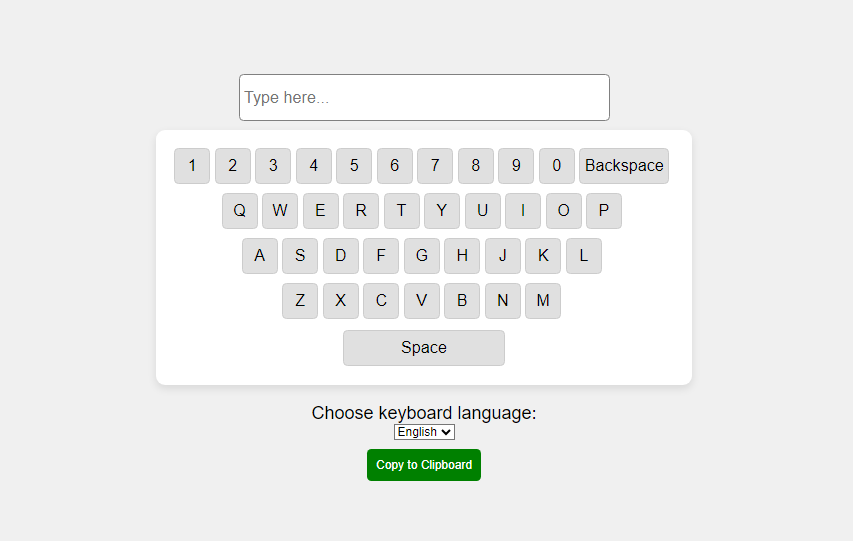 Type here...
1 2 3 4 5 6 7 8 9 0 Backspace
Q W E R T Y U I O P
A S D F G H J K L
Z X C V B N M
Space
Choose keyboard language:
English
Copy to Clipboard